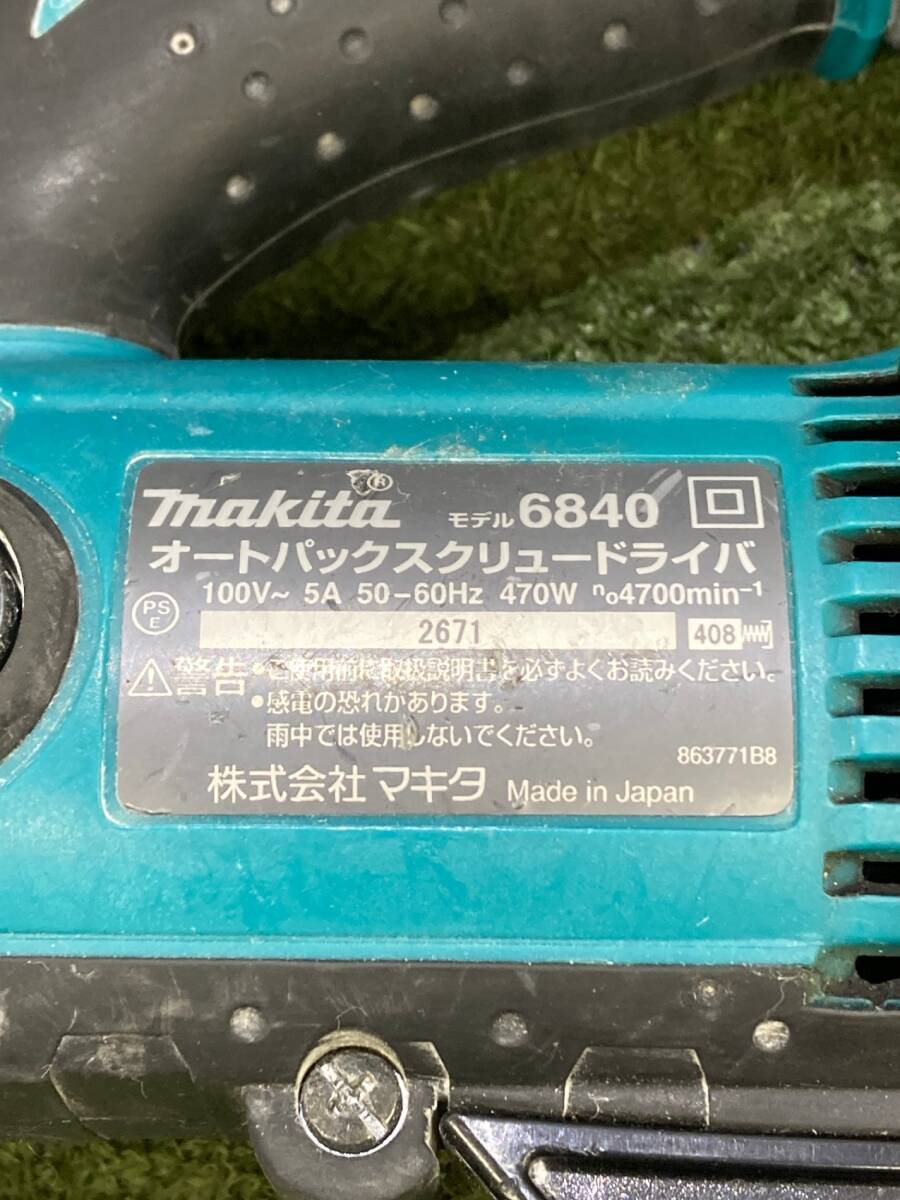 makita® モデル 6840
オートパックスクリュードライバ
100V~ 5A 50-60Hz 470W n₀4700min⁻¹
PS
E
2671
408
警告 •ご使用前に取扱説明書を必ずよくお読みください。
•感電の恐れがあります。
雨中では使用しないでください。
863771B8
株式会社 マキタ Made in Japan